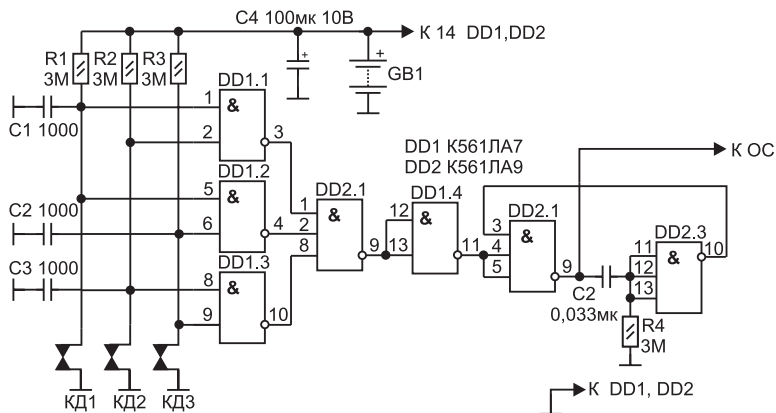 C4 100мк 10В
К 14 DD1,DD2
R1
3М
R2
3М
R3
3М
+
+
GB1
DD1.1
1
&
2
3
C1 1000
DD1 К561ЛА7
DD2 К561ЛА9
К ОС
DD1.2
5
&
6
4
C2 1000
DD2.1
1
2
8
&
9
DD1.4
12
13
&
11
DD2.1
3
4
5
&
9
DD2.3
11
12
13
&
10
C3 1000
DD1.3
8
&
9
10
C2
0,033мк
R4
3М
КД1
КД2
КД3
К DD1, DD2